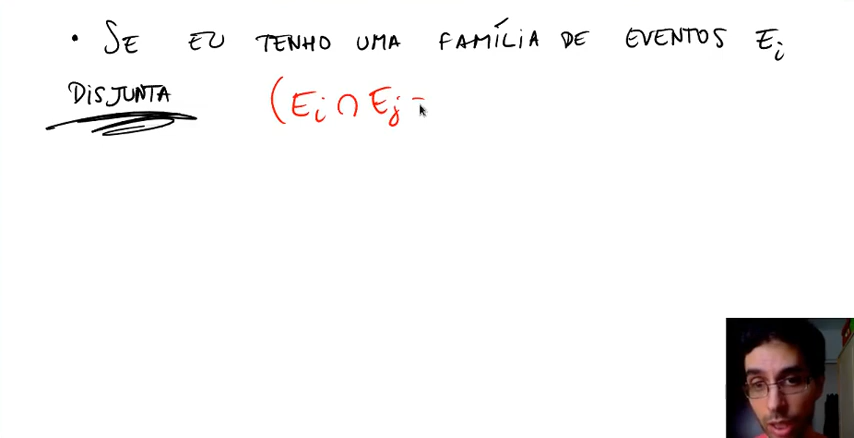 • SE EU TENHO UMA FAMÍLIA DE EVENTOS Ei
DISJUNTA (Ei ∩ Ej -